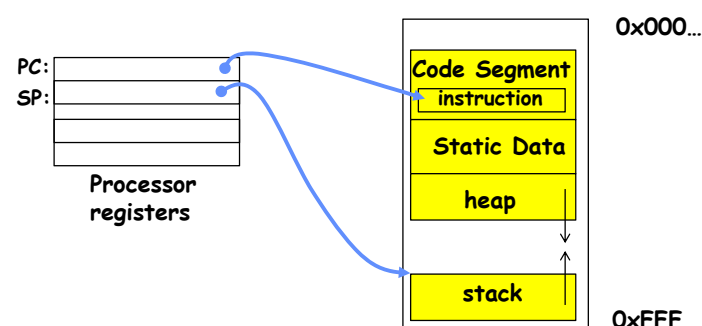 0x000…
PC:
SP:
Processor
registers
Code Segment
instruction
Static Data
heap
stack
0xFFF